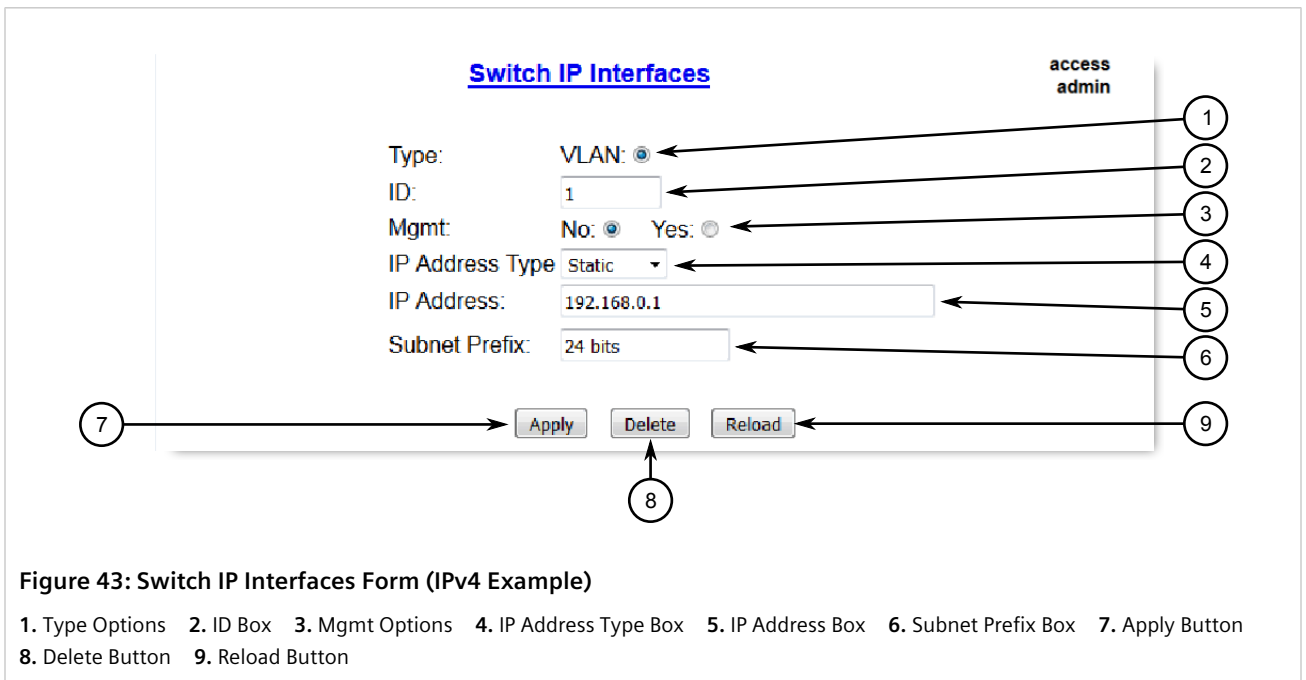 Switch IP Interfaces
access
admin
1
Type: VLAN:
2
ID: 1
3
Mgmt: No: Yes:
4
IP Address Type Static
5
IP Address: 192.168.0.1
6
Subnet Prefix: 24 bits
7
Apply Delete Reload
9
8
Figure 43: Switch IP Interfaces Form (IPv4 Example)
1. Type Options 2. ID Box 3. Mgmt Options 4. IP Address Type Box 5. IP Address Box 6. Subnet Prefix Box 7. Apply Button
8. Delete Button 9. Reload Button